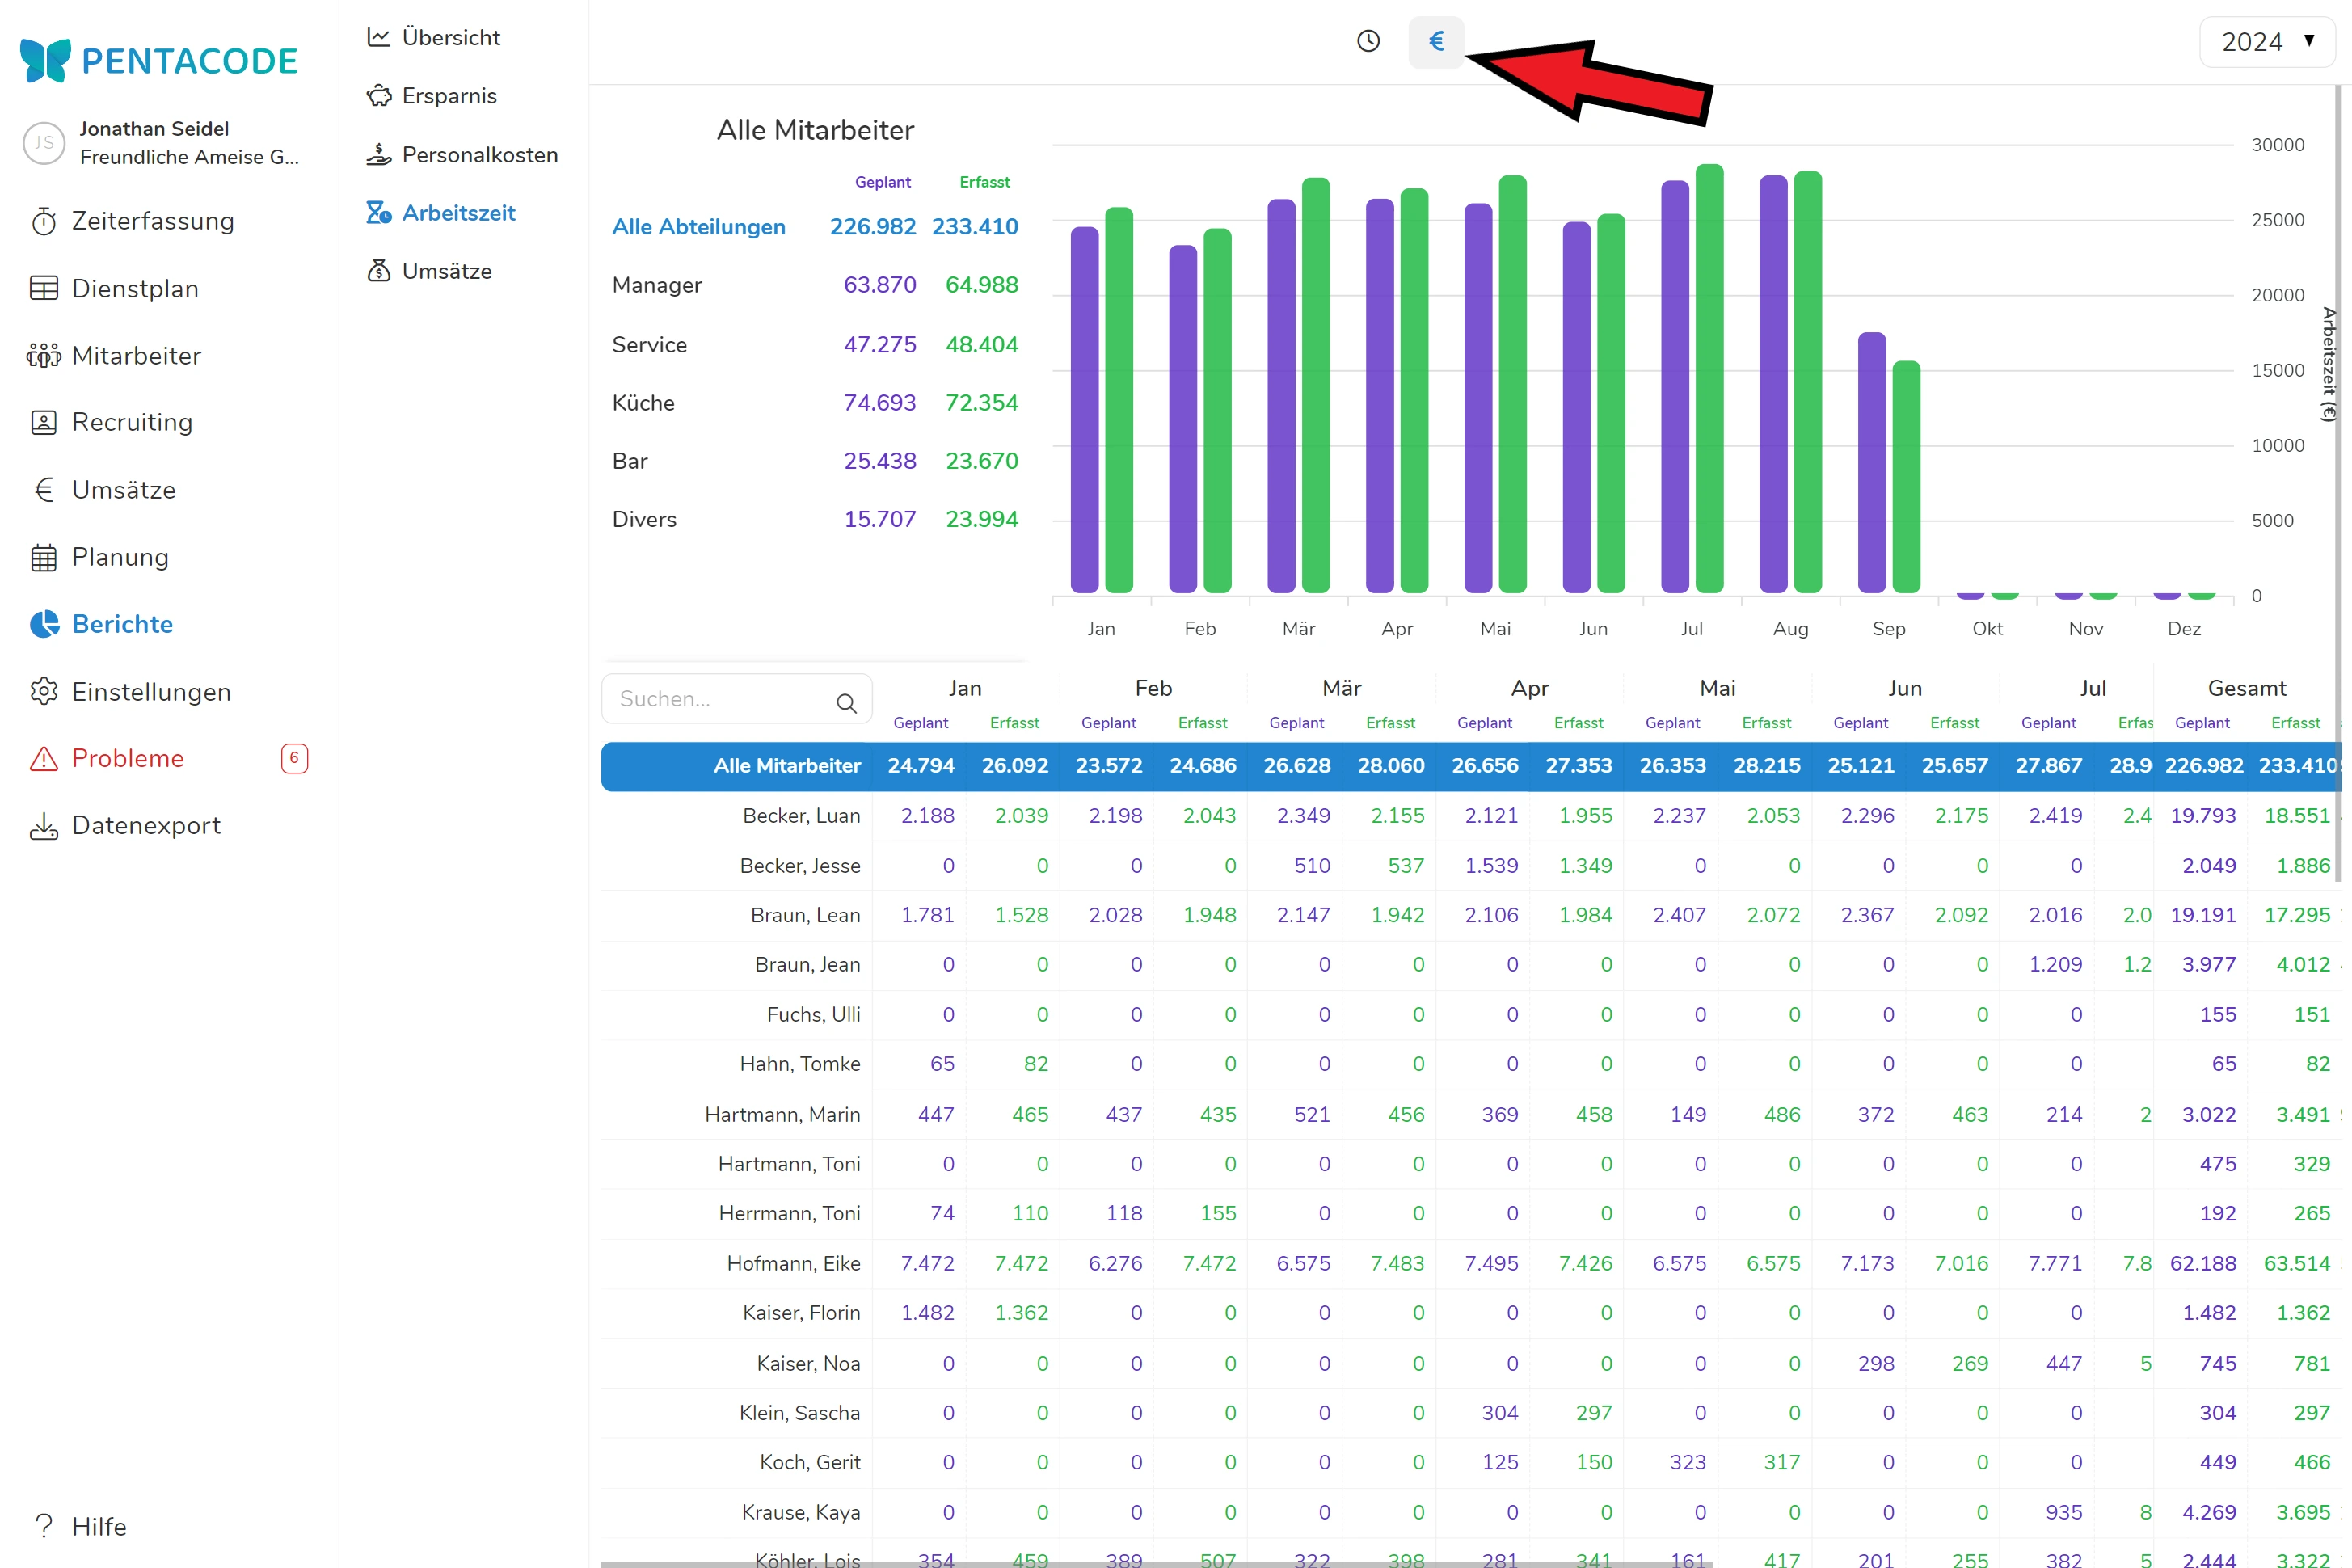 PENTACODE
JS
Jonathan Seidel
Freundliche Ameise G...
Zeiterfassung
Dienstplan
Mitarbeiter
Recruiting
€ Umsätze
Planung
Berichte
Einstellungen
Probleme 6
Datenexport
? Hilfe
Übersicht
Ersparnis
Personalkosten
Arbeitszeit
Umsätze
€
2024 ▼
Alle Mitarbeiter
Geplant Erfasst
Alle Abteilungen 226.982 233.410
Manager 63.870 64.988
Service 47.275 48.404
Küche 74.693 72.354
Bar 25.438 23.670
Divers 15.707 23.994
30000
25000
20000
15000
10000
5000
0
Arbeitszeit (€)
Jan Feb Mär Apr Mai Jun Jul Aug Sep Okt Nov Dez
Suchen...
Jan Feb Mär Apr Mai Jun Jul Gesamt
Geplant Erfasst Geplant Erfasst Geplant Erfasst Geplant Erfasst Geplant Erfasst Geplant Erfasst Geplant Erfas Geplant Erfasst
Alle Mitarbeiter 24.794 26.092 23.572 24.686 26.628 28.060 26.656 27.353 26.353 28.215 25.121 25.657 27.867 28.9 226.982 233.410
Becker, Luan 2.188 2.039 2.198 2.043 2.349 2.155 2.121 1.955 2.237 2.053 2.296 2.175 2.419 2.4 19.793 18.551
Becker, Jesse 0 0 0 0 510 537 1.539 1.349 0 0 0 0 0 2.049 1.886
Braun, Lean 1.781 1.528 2.028 1.948 2.147 1.942 2.106 1.984 2.407 2.072 2.367 2.092 2.016 2.0 19.191 17.295
Braun, Jean 0 0 0 0 0 0 0 0 0 0 0 0 1.209 1.2 3.977 4.012
Fuchs, Ulli 0 0 0 0 0 0 0 0 0 0 0 0 0 155 151
Hahn, Tomke 65 82 0 0 0 0 0 0 0 0 0 0 0 65 82
Hartmann, Marin 447 465 437 435 521 456 369 458 149 486 372 463 214 2 3.022 3.491
Hartmann, Toni 0 0 0 0 0 0 0 0 0 0 0 0 0 475 329
Herrmann, Toni 74 110 118 155 0 0 0 0 0 0 0 0 0 192 265
Hofmann, Eike 7.472 7.472 6.276 7.472 6.575 7.483 7.495 7.426 6.575 6.575 7.173 7.016 7.771 7.8 62.188 63.514
Kaiser, Florin 1.482 1.362 0 0 0 0 0 0 0 0 0 0 0 1.482 1.362
Kaiser, Noa 0 0 0 0 0 0 0 0 0 0 298 269 447 5 745 781
Klein, Sascha 0 0 0 0 0 0 304 297 0 0 0 0 0 304 297
Koch, Gerit 0 0 0 0 0 0 125 150 323 317 0 0 0 449 466
Krause, Kaya 0 0 0 0 0 0 0 0 0 0 0 0 935 8 4.269 3.695
Köhler, Lois 354 459 389 507 322 398 281 341 161 417 201 255 382 5 2.444 3.322